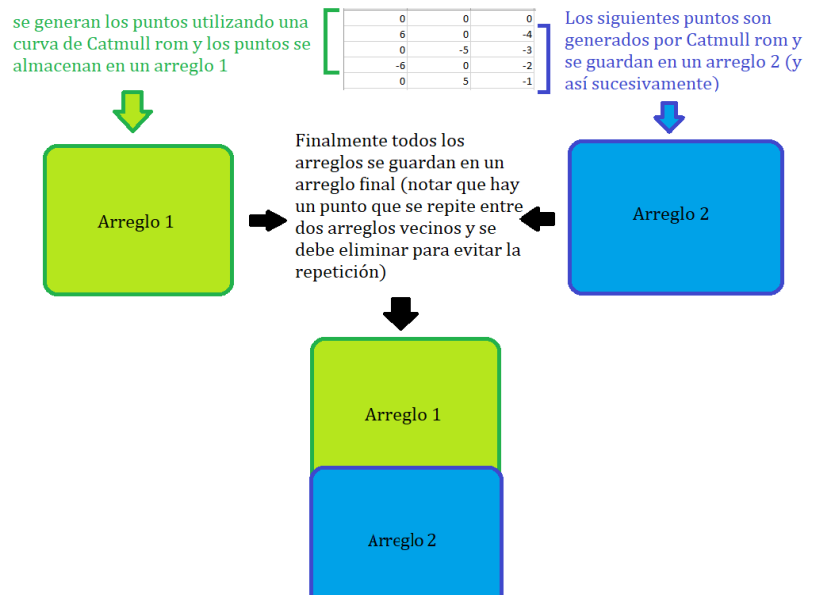 se generan los puntos utilizando una
curva de Catmull rom y los puntos se
almacenan en un arreglo 1
0 0 0
6 0 -4
0 -5 -3
-6 0 -2
0 5 -1
Los siguientes puntos son
generados por Catmull rom y
se guardan en un arreglo 2 (y
así sucesivamente)
Arreglo 1
Finalmente todos los
arreglos se guardan en un
arreglo final (notar que hay
un punto que se repite entre
dos arreglos vecinos y se
debe eliminar para evitar la
repetición)
Arreglo 2
Arreglo 1
Arreglo 2